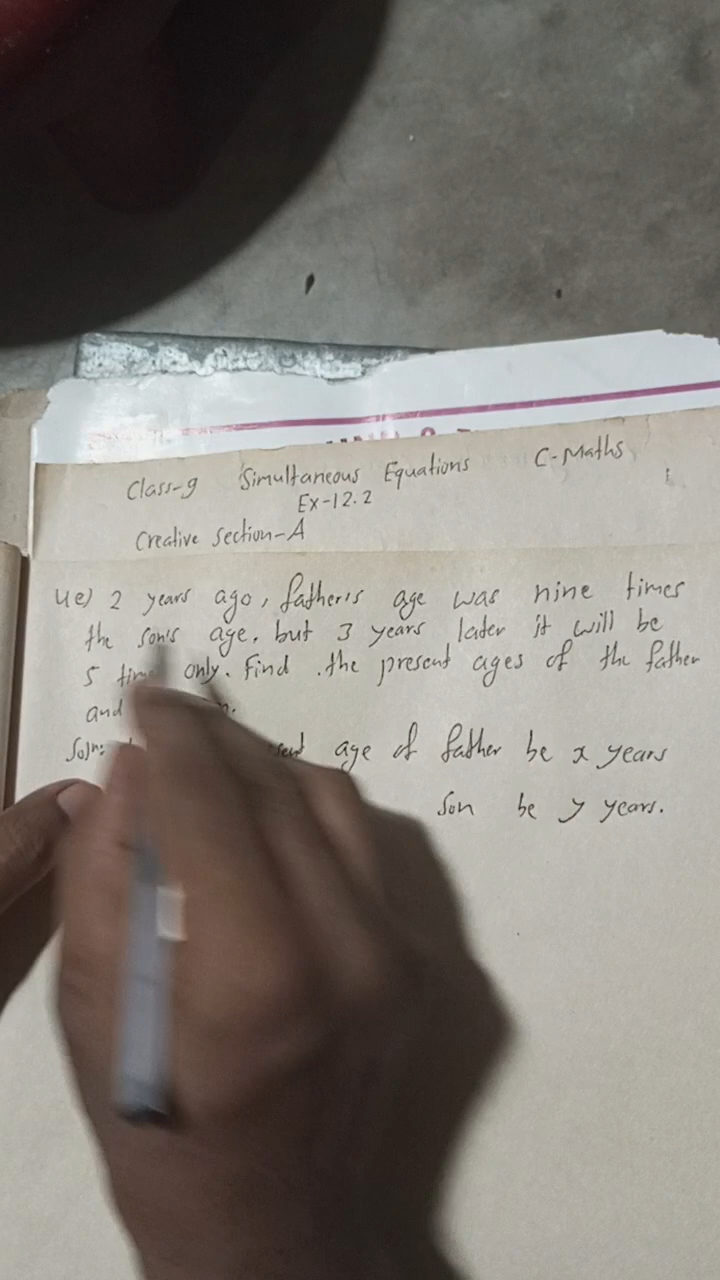 Class-9 Simultaneous Equations C-Maths
Ex-12.2
Creative section-A
4e) 2 years ago, father's age was nine times
the son's age. but 3 years later it will be
5 only. Find the present ages of the father
and
Soln: age of father be x years
Son be y years.